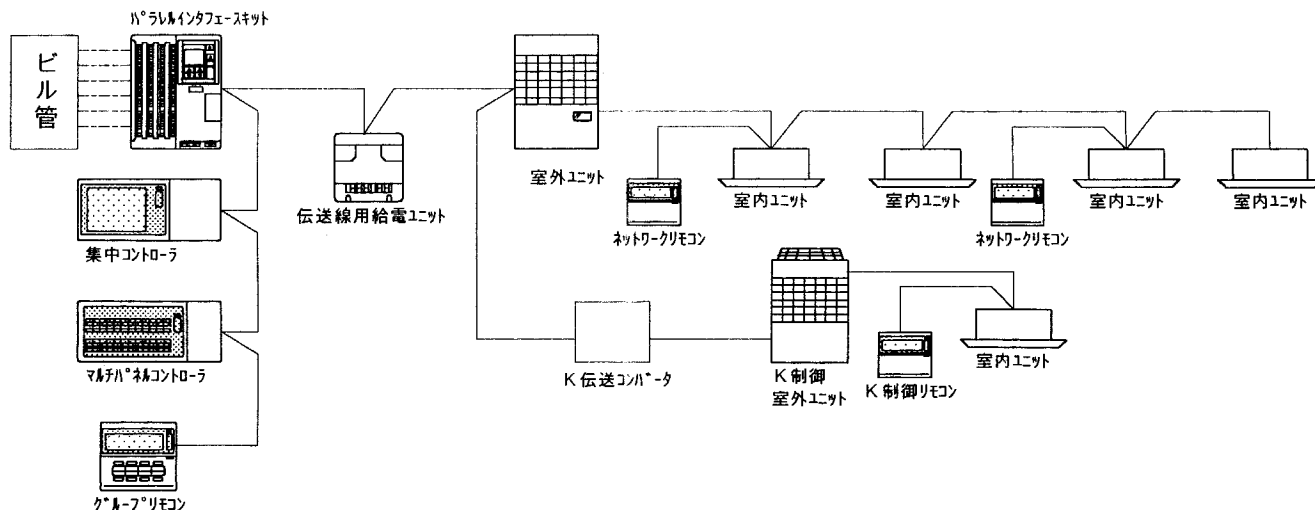 パラレルインタフェースキット
ビル管
室外ユニット
伝送線用給電ユニット
室内ユニット
室内ユニット
室内ユニット
室内ユニット
ネットワークリモコン
ネットワークリモコン
集中コントローラ
マルチパネルコントローラ
K伝送コンバータ
K制御
室外ユニット
K制御リモコン
室内ユニット
グループリモコン